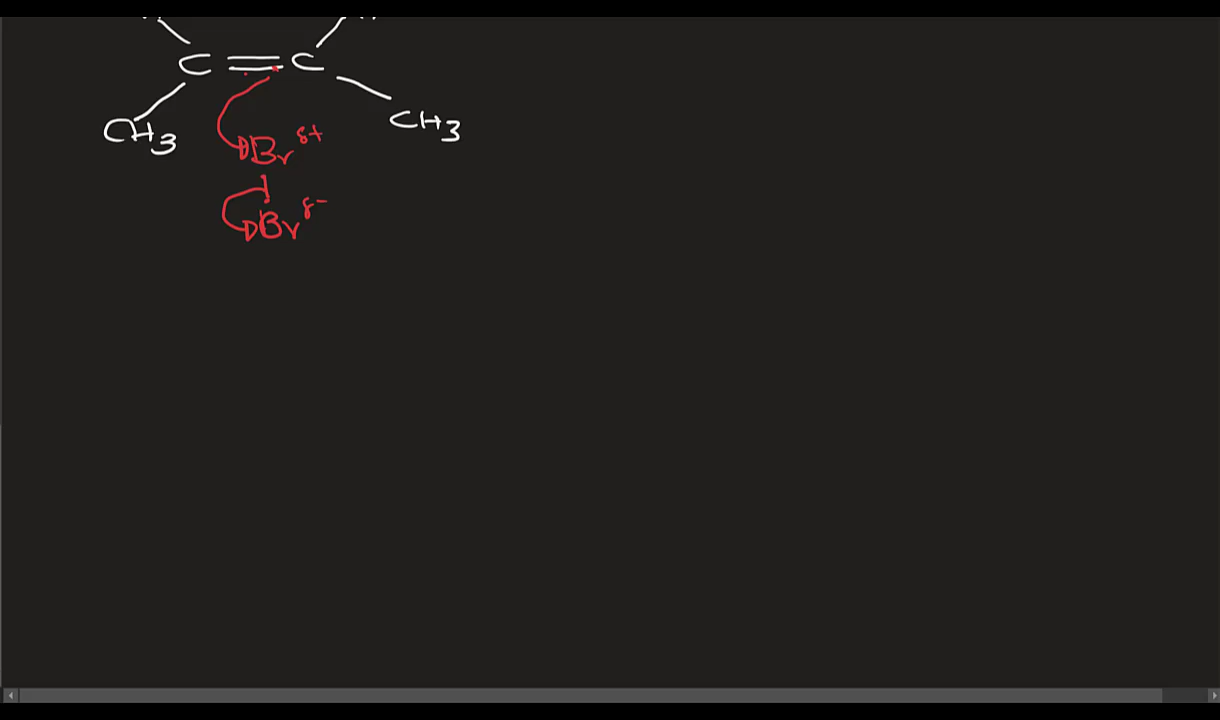 C = C
CH3 CH3
Br δ+
Br δ-